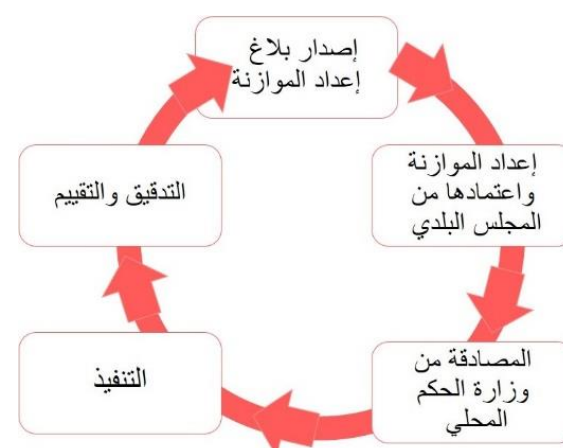 إصدار بلاغ
إعداد الموازنة
إعداد الموازنة
واعتمادها من
المجلس البلدي
المصادقة من
وزارة الحكم
المحلي
التنفيذ
التدقيق والتقييم